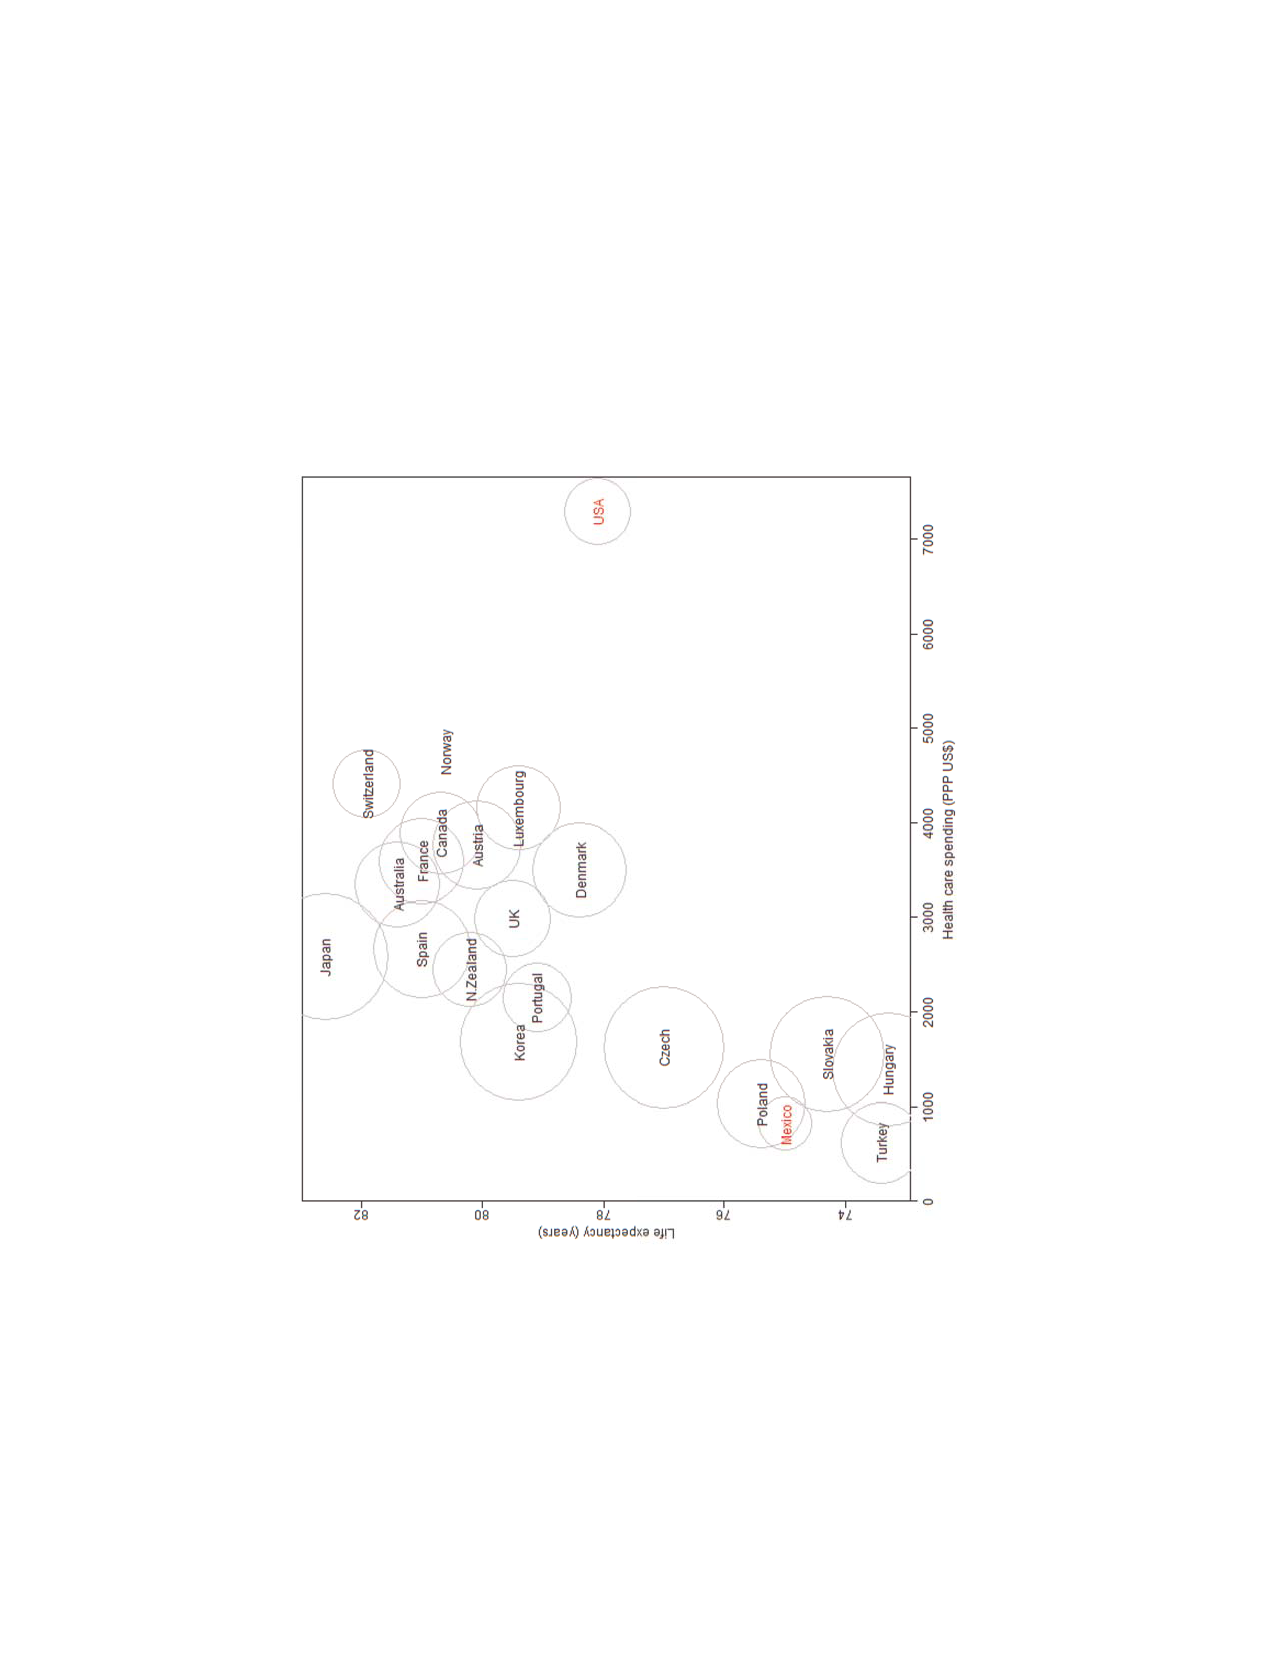 Japan
Switzerland
Australia
France
Spain
Canada
Norway
N.Zealand
Austria
UK
Luxembourg
Korea
Portugal
Denmark
USA
Czech
Poland
Mexico
Slovakia
Hungary
Turkey
82
80
78
76
74
Life expectancy (years)
0
1000
2000
3000
4000
5000
6000
7000
Health care spending (PPP US$)